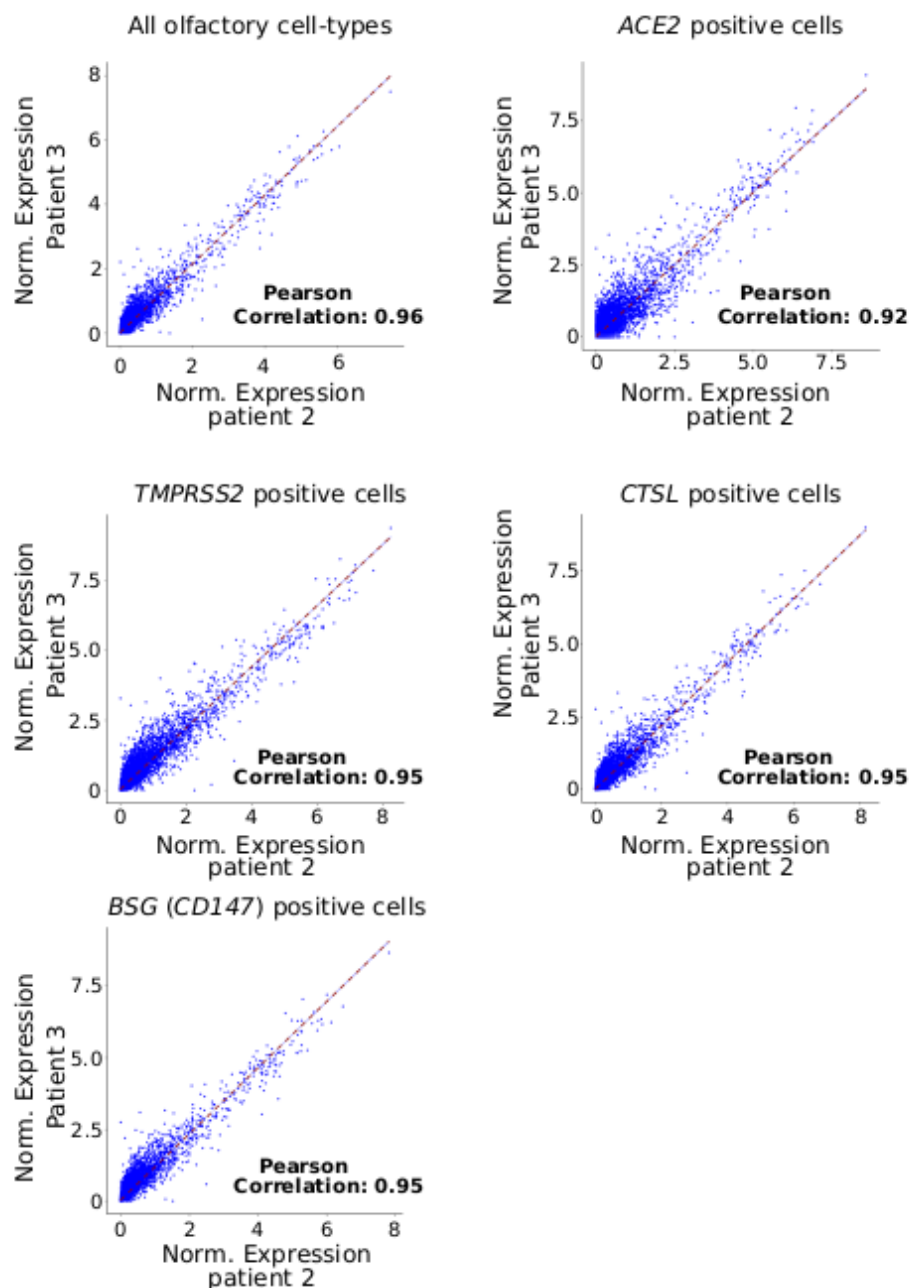 All olfactory cell-types
Norm. Expression
Patient 3
8
6
4
2
0
Pearson
Correlation: 0.96
0 2 4 6
Norm. Expression
patient 2
ACE2 positive cells
Norm. Expression
Patient 3
7.5
5.0
2.5
0
Pearson
Correlation: 0.92
0 2.5 5.0 7.5
Norm. Expression
patient 2
TMPRSS2 positive cells
Norm. Expression
Patient 3
7.5
5.0
2.5
0
Pearson
Correlation: 0.95
0 2 4 6 8
Norm. Expression
patient 2
CTSL positive cells
Norm. Expression
Patient 3
7.5
5.0
2.5
0
Pearson
Correlation: 0.95
0 2 4 6 8
Norm. Expression
patient 2
BSG (CD147) positive cells
Norm. Expression
Patient 3
7.5
5.0
2.5
0
Pearson
Correlation: 0.95
0 2 4 6 8
Norm. Expression
patient 2